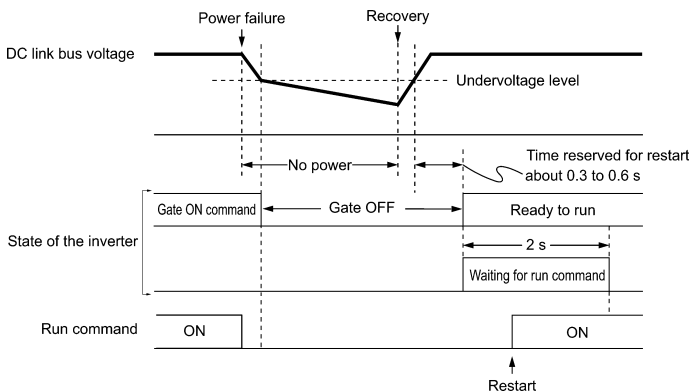 Power failure
Recovery
DC link bus voltage
Undervoltage level
No power
Time reserved for restart
about 0.3 to 0.6 s
State of the inverter
Gate ON command
Gate OFF
Ready to run
2 s
Waiting for run command
Run command
ON
ON
Restart